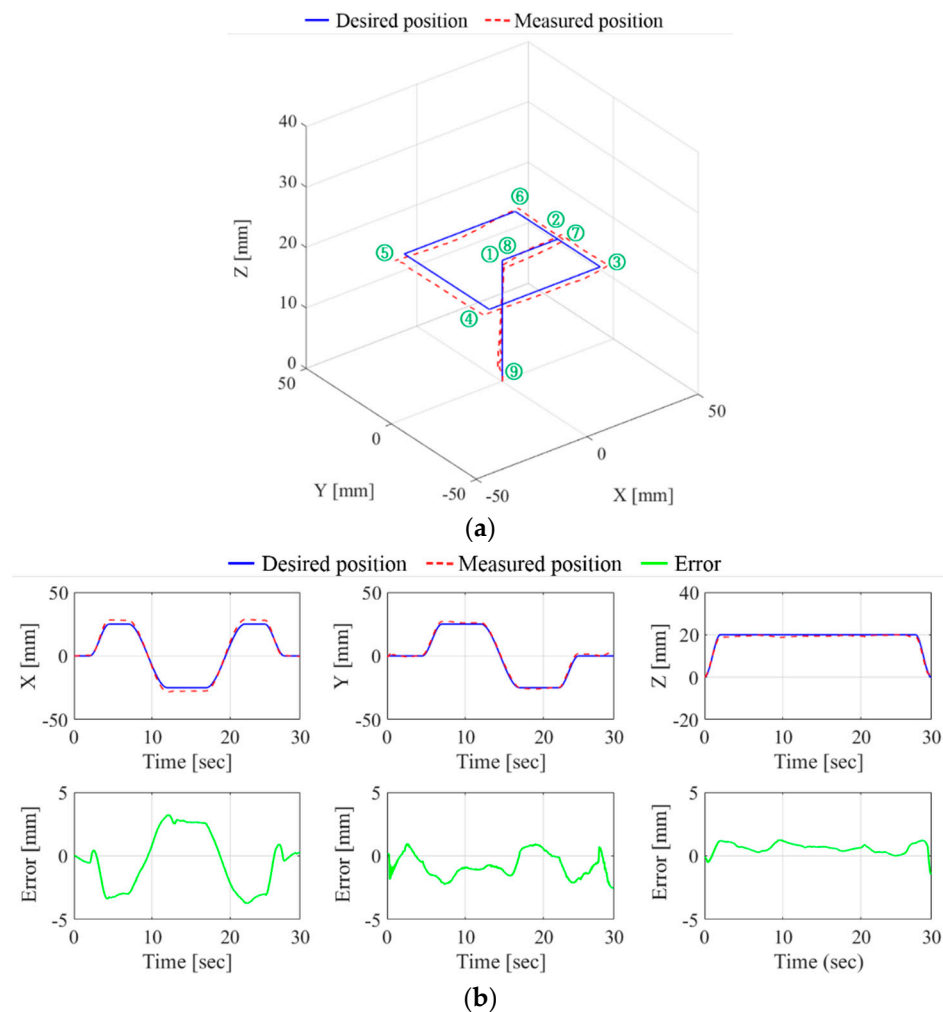 Desired position Measured position
40
30
20
10
0
Z [mm]
50
0
-50
Y [mm]
-50
0
50
X [mm]
⑥
②
⑦
①
⑧
⑤
③
④
⑨
(a)
Desired position Measured position Error
50
0
-50
X [mm]
0 10 20 30
Time [sec]
50
0
-50
Y [mm]
0 10 20 30
Time [sec]
40
20
0
-20
Z [mm]
0 10 20 30
Time [sec]
5
0
-5
Error [mm]
0 10 20 30
Time [sec]
5
0
-5
Error [mm]
0 10 20 30
Time [sec]
5
0
-5
Error [mm]
0 10 20 30
Time (sec)
(b)